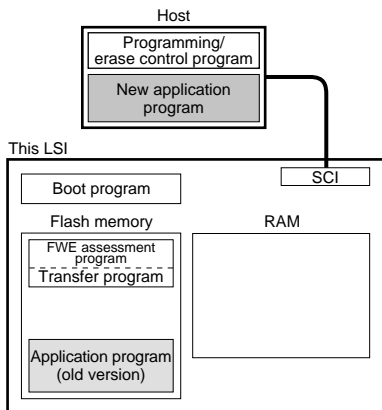 Host
Programming/
erase control program
New application
program
This LSI
SCI
Boot program
Flash memory
RAM
FWE assessment
program
Transfer program
Application program
(old version)